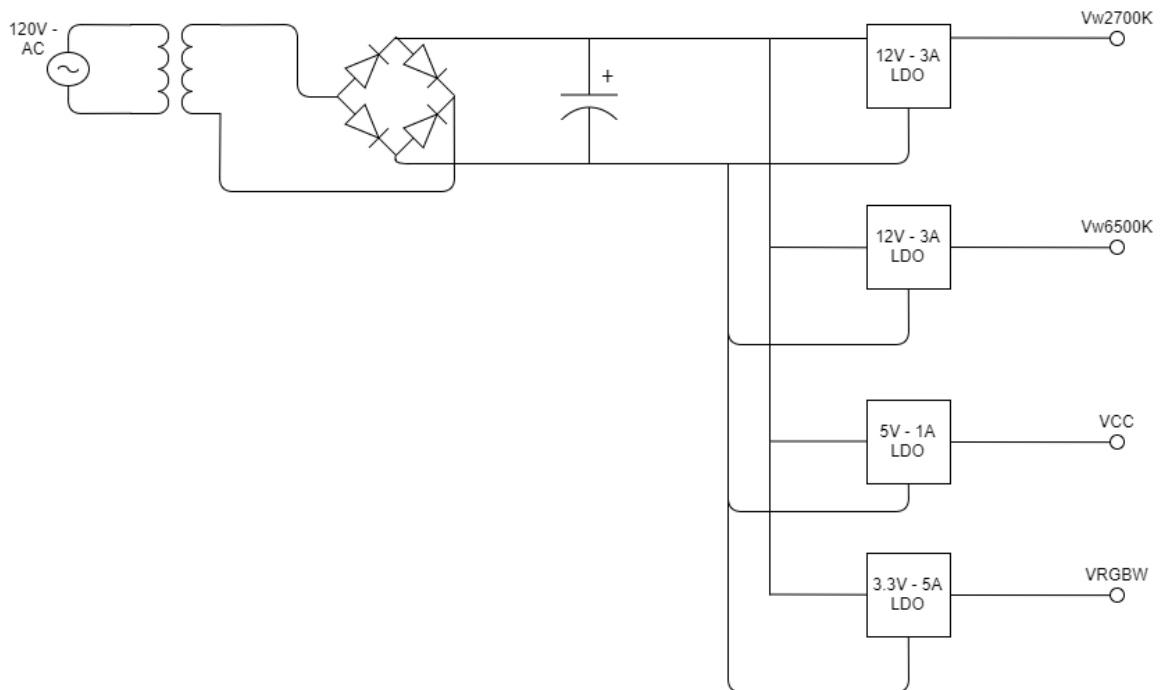 120V -
AC
+
12V - 3A
LDO
Vw2700K
12V - 3A
LDO
Vw6500K
5V - 1A
LDO
VCC
3.3V - 5A
LDO
VRGBW